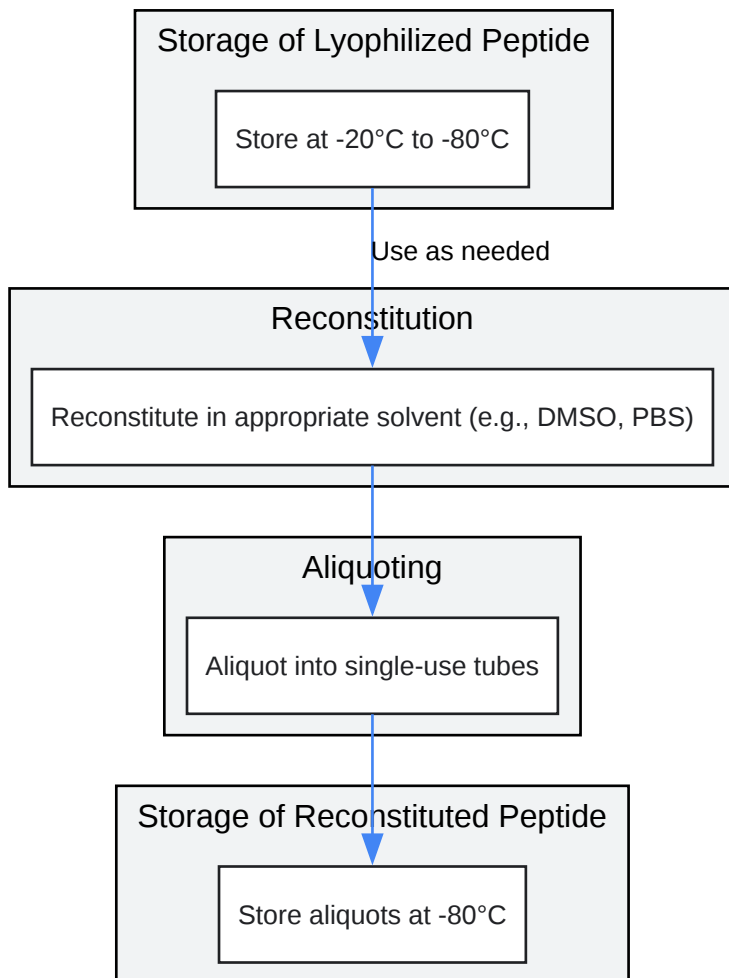 Storage of Lyophilized Peptide
Store at -20°C to -80°C
Use as needed
Reconstitution
Reconstitute in appropriate solvent (e.g., DMSO, PBS)
Aliquoting
Aliquot into single-use tubes
Storage of Reconstituted Peptide
Store aliquots at -80°C